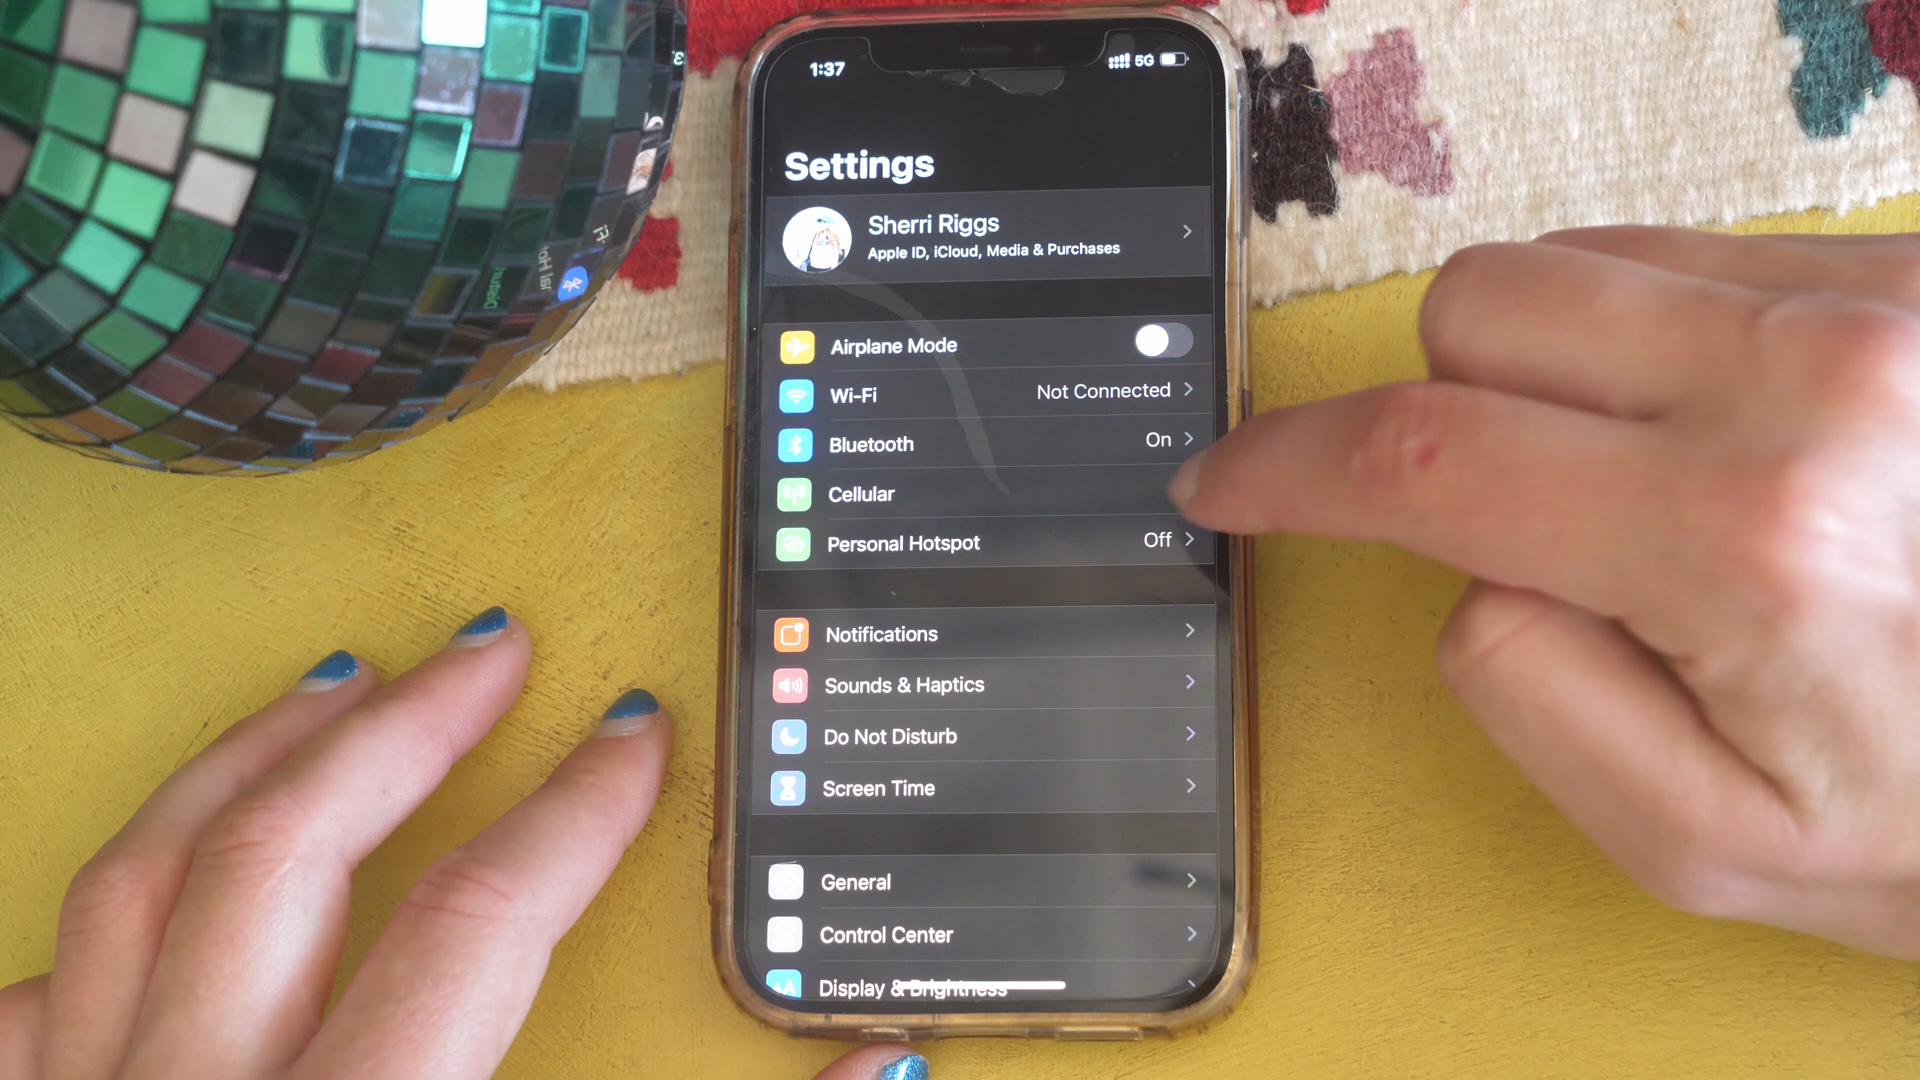 1:37
5G
Settings
Sherri Riggs
Apple ID, iCloud, Media & Purchases
Airplane Mode
Wi-Fi Not Connected
Bluetooth On
Cellular
Personal Hotspot Off
Notifications
Sounds & Haptics
Do Not Disturb
Screen Time
General
Control Center
Display & Brightness
AA